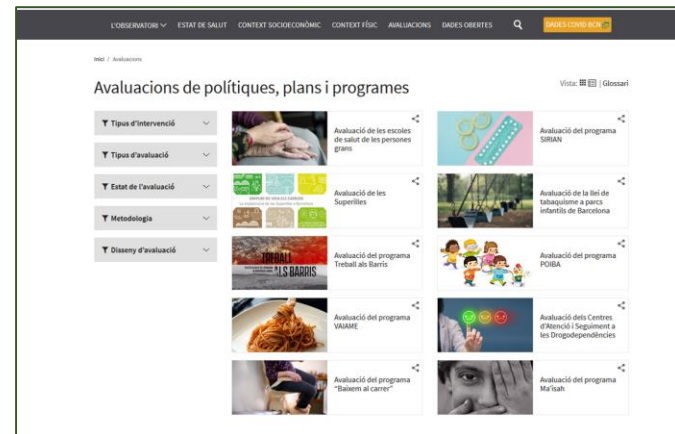 L'OBSERVATORI ESTAT DE SALUT CONTEXT SOCIOECONÒMIC CONTEXT FÍSIC AVALUACIONS DADES OBERTES DADES COVID BCN
Inici / Avaluacions
Avaluacions de polítiques, plans i programes
Vista: | Glossari
Tipus d'intervenció
Tipus d'avaluació
Estat de l'avaluació
Metodologia
Disseny d'avaluació
Avaluació de les escoles
de salut de les persones
grans
Avaluació del programa
SIRIAN
Avaluació de les
Superilles
Avaluació de la llei de
tabaquisme a parcs
infantils de Barcelona
TREBALL
ALS BARRIS
Avaluació del programa
Treball als Barris
Avaluació del programa
POIBA
Avaluació del programa
VAIAME
Avaluació dels Centres
d'Atenció i Seguiment a
les Drogodependències
Avaluació del programa
"Baixem al carrer"
Avaluació del programa
Ma'isah